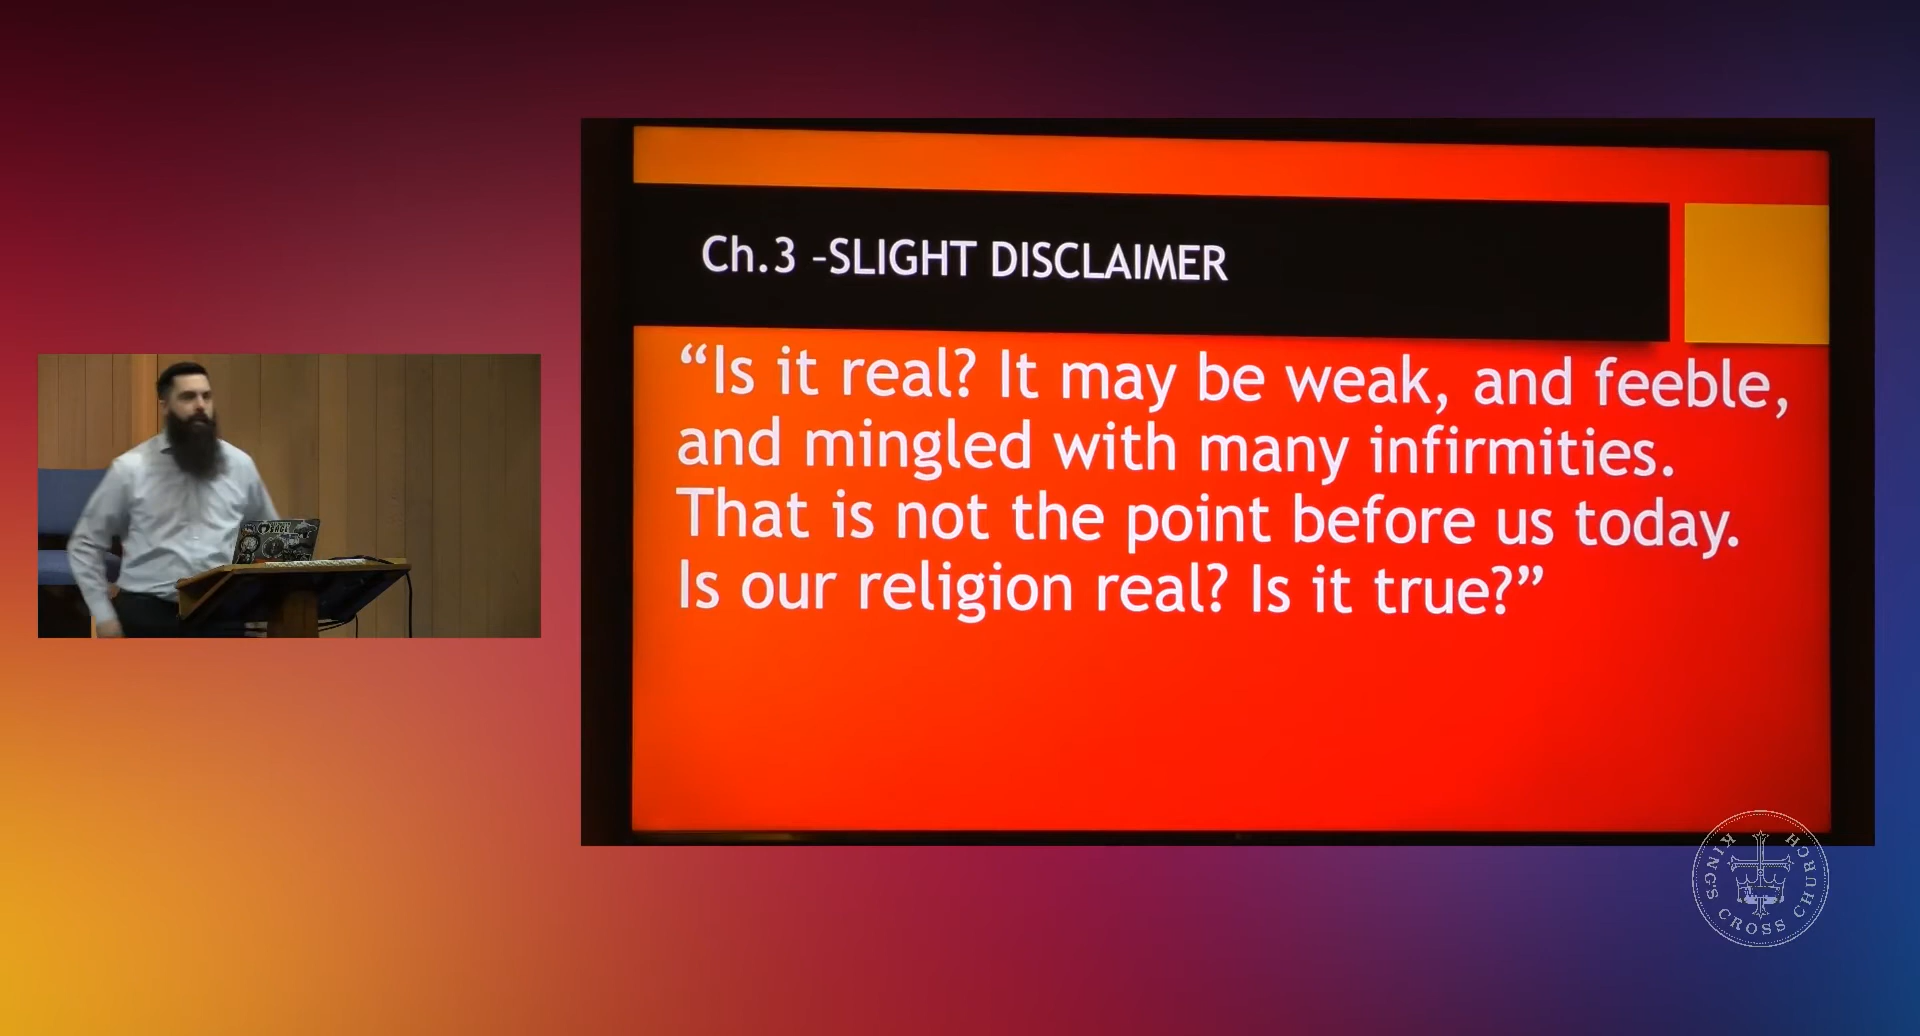 Ch.3 –SLIGHT DISCLAIMER
“Is it real? It may be weak, and feeble,
and mingled with many infirmities.
That is not the point before us today.
Is our religion real? Is it true?”
KING'S CROSS CHURCH